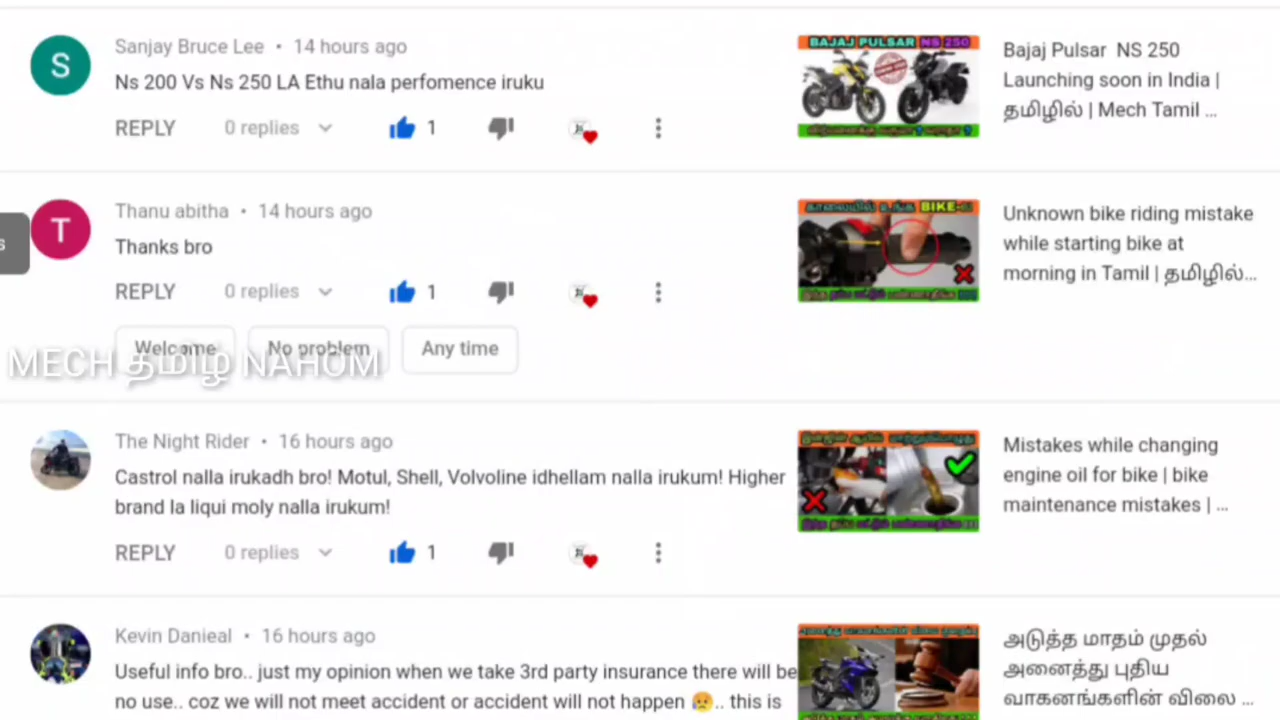 Sanjay Bruce Lee • 14 hours ago
Ns 200 Vs Ns 250 LA Ethu nala perfomence iruku
REPLY 0 replies 1
BAJAJ PULSAR NS 250
Bajaj Pulsar NS 250
Launching soon in India |
தமிழில் | Mech Tamil ...
T
S
s
Thanu abitha • 14 hours ago
Thanks bro
REPLY 0 replies 1
Welcome No problem Any time
காலையில் உங்க BIKE-ல
Unknown bike riding mistake
while starting bike at
morning in Tamil | தமிழில்...
MECH தமிழ் NAHOM
The Night Rider • 16 hours ago
Castrol nalla irukadh bro! Motul, Shell, Volvoline idhellam nalla irukum! Higher
brand la liqui moly nalla irukum!
REPLY 0 replies 1
Mistakes while changing
engine oil for bike | bike
maintenance mistakes | ...
Kevin Danieal • 16 hours ago
Useful info bro.. just my opinion when we take 3rd party insurance there will be
no use.. coz we will not meet accident or accident will not happen 😥.. this is
அடுத்த மாதம் முதல்
அனைத்து புதிய
வாகனங்களின் விலை ...